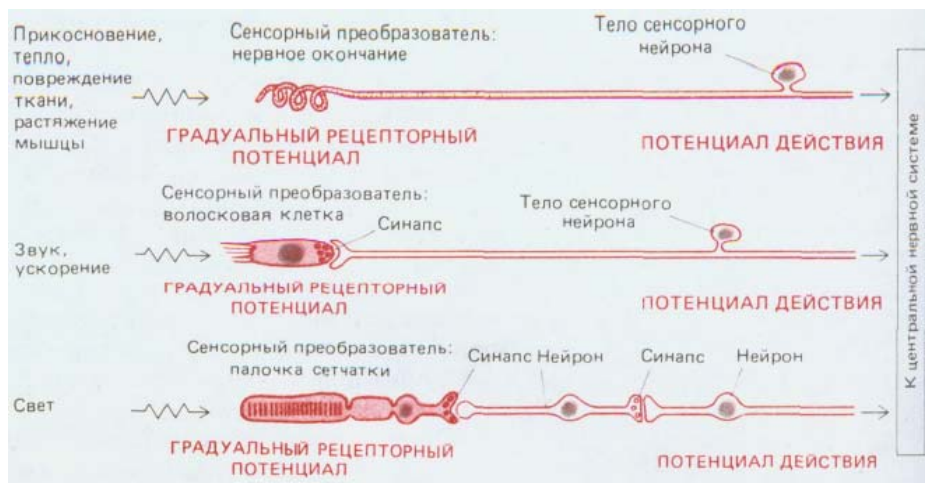 Прикосновение,
тепло,
повреждение
ткани,
растяжение
мышцы
Сенсорный преобразователь:
нервное окончание
Тело сенсорного
нейрона
ГРАДУАЛЬНЫЙ РЕЦЕПТОРНЫЙ
ПОТЕНЦИАЛ
ПОТЕНЦИАЛ ДЕЙСТВИЯ
Звук,
ускорение
Сенсорный преобразователь:
волосковая клетка
Синапс
Тело сенсорного
нейрона
ГРАДУАЛЬНЫЙ РЕЦЕПТОРНЫЙ
ПОТЕНЦИАЛ
ПОТЕНЦИАЛ ДЕЙСТВИЯ
Свет
Сенсорный преобразователь:
палочка сетчатки
Синапс Нейрон
Синапс
Нейрон
ГРАДУАЛЬНЫЙ РЕЦЕПТОРНЫЙ
ПОТЕНЦИАЛ
ПОТЕНЦИАЛ ДЕЙСТВИЯ
К центральной нервной системе